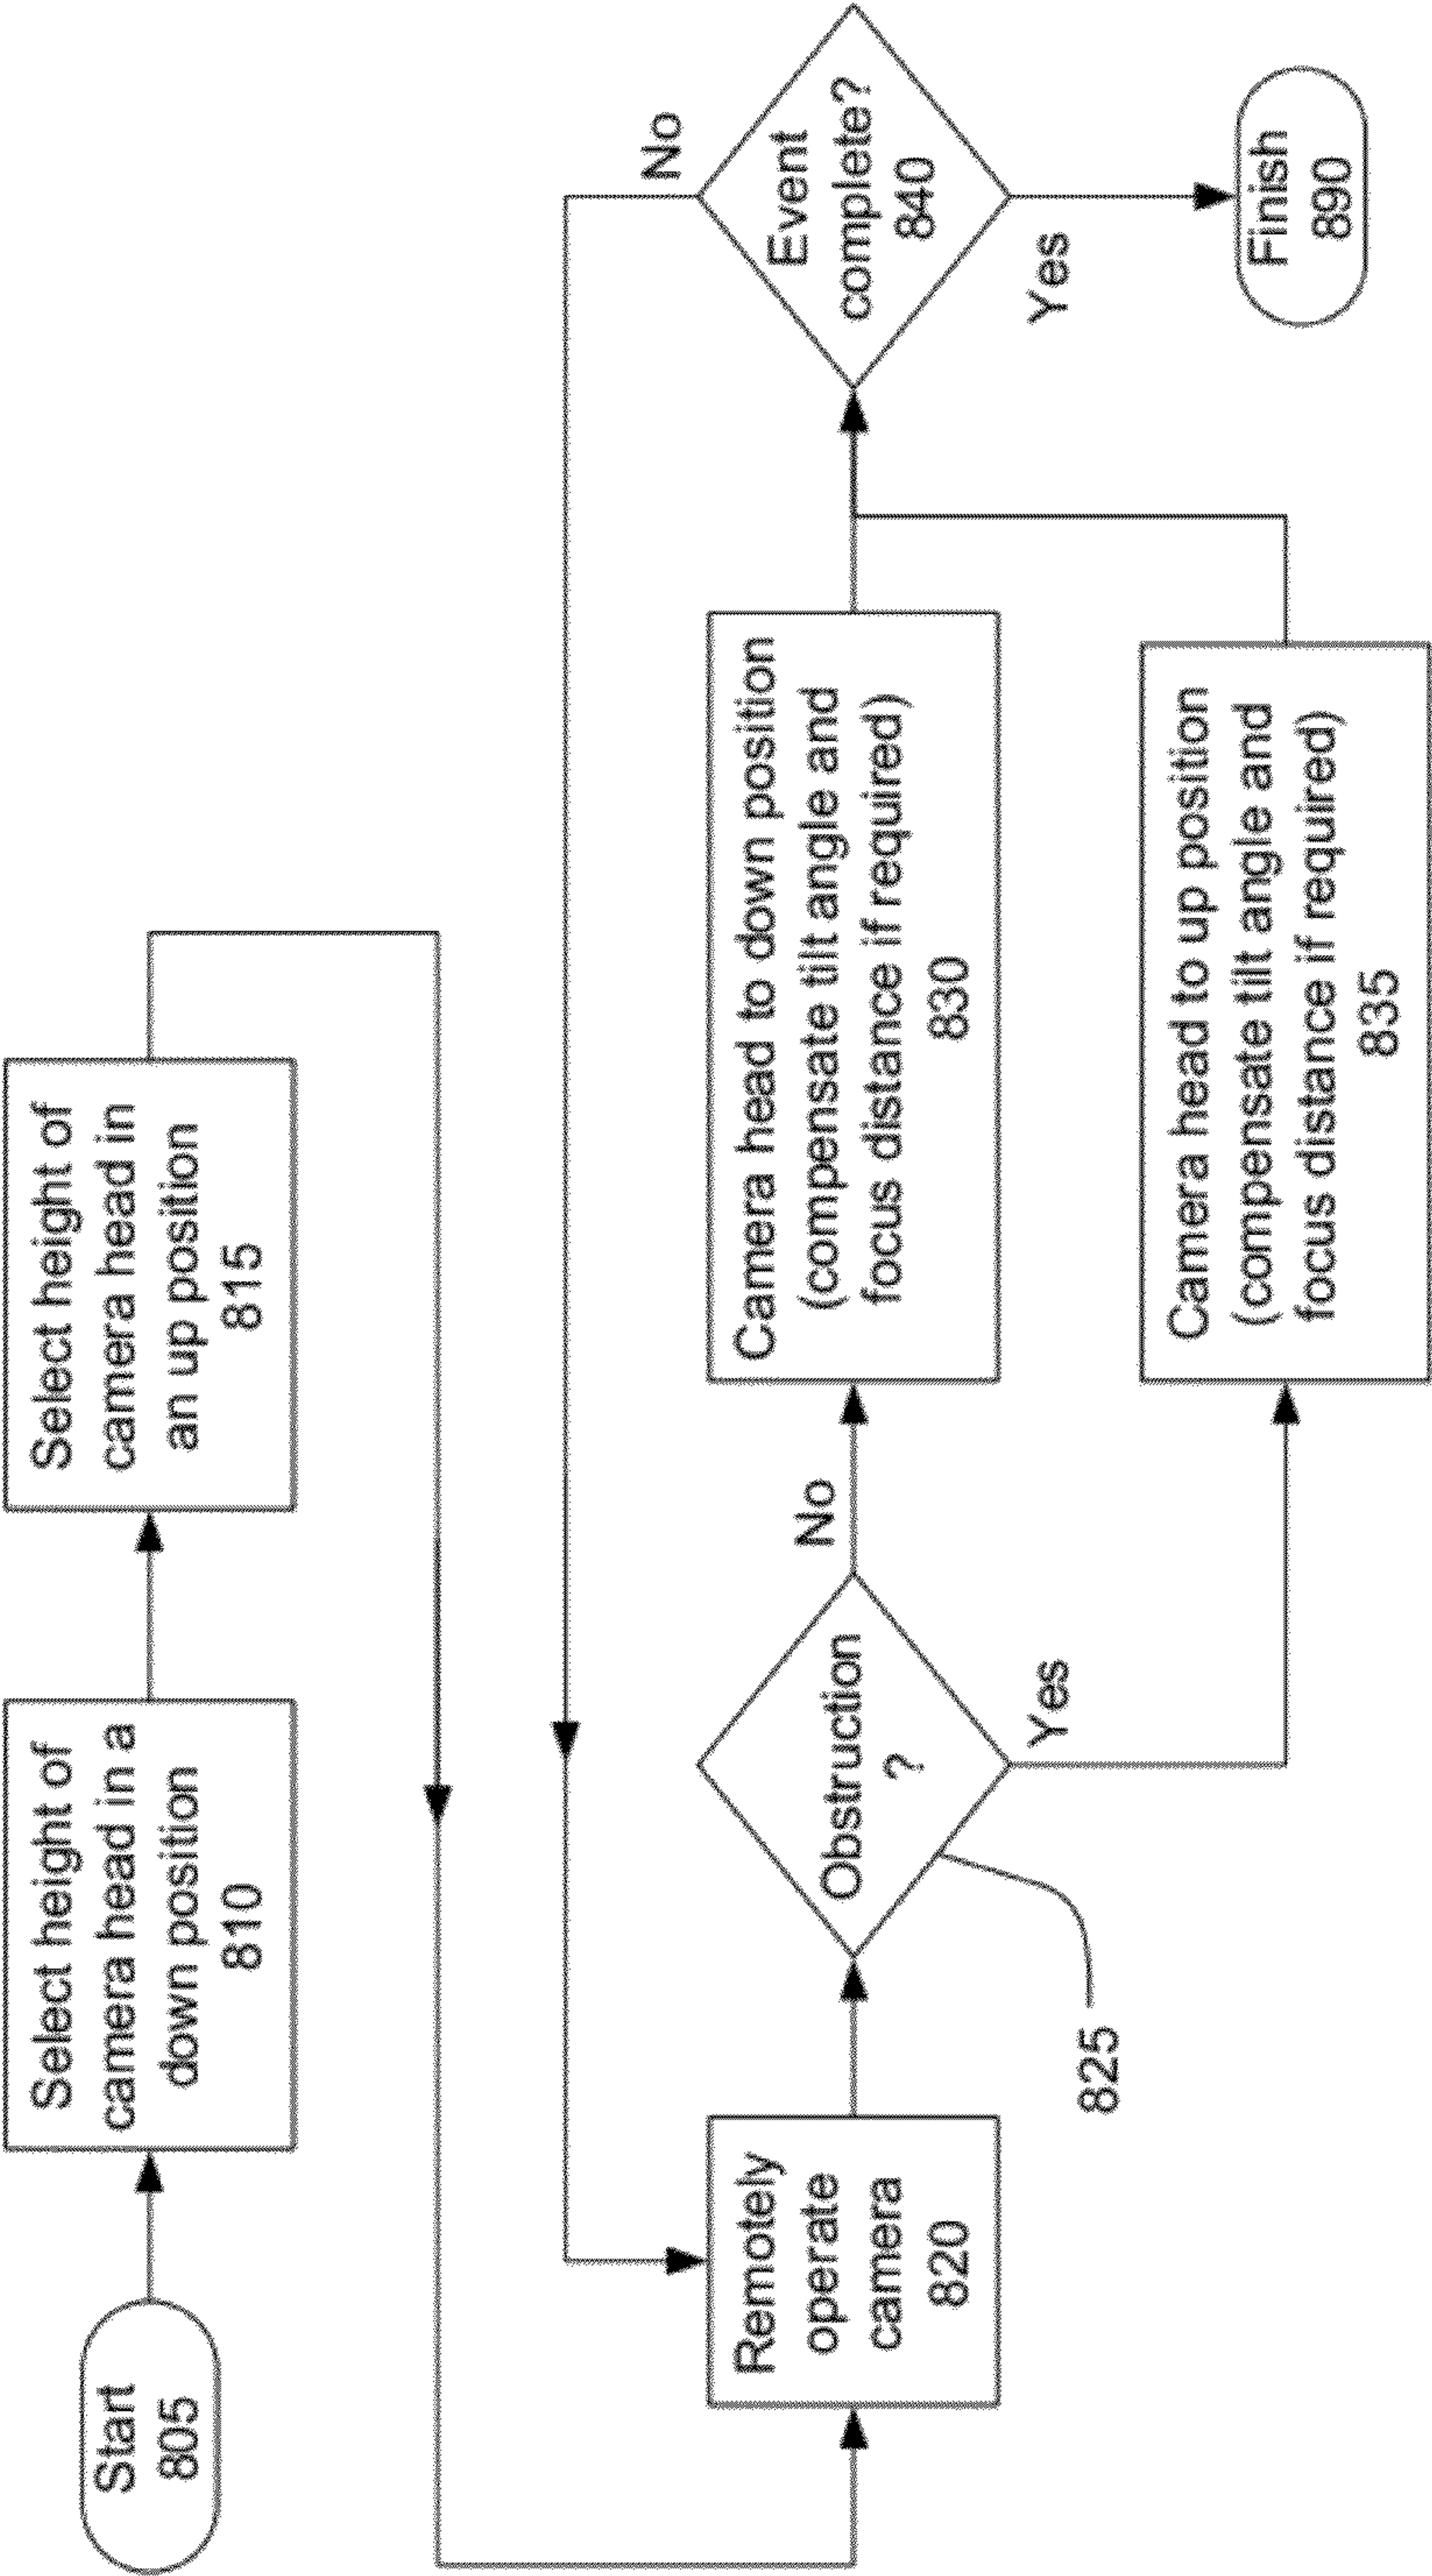 Start
805
Select height of
camera head in a
down position
810
Select height of
camera head in
an up position
815
Remotely
operate
camera
820
Obstruction
?
825
No
Yes
Camera head to down position
(compensate tilt angle and
focus distance if required)
830
Camera head to up position
(compensate tilt angle and
focus distance if required)
835
Event
complete?
840
No
Yes
Finish
890